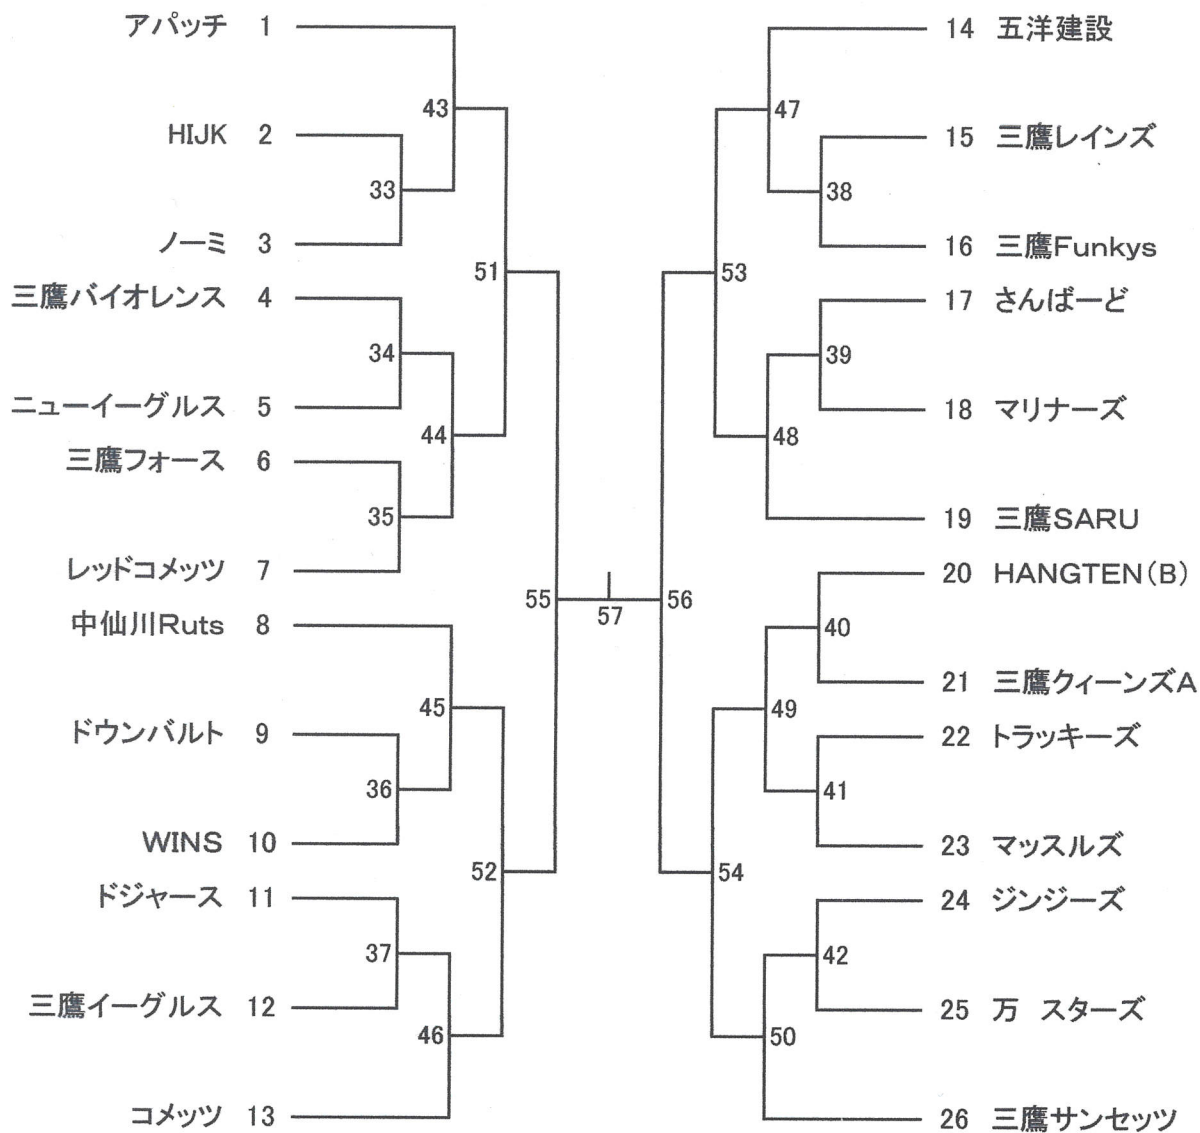 アパッチ 1
HIJK 2
ノーミ 3
三鷹バイオレンス 4
ニューイーグルス 5
三鷹フォース 6
レッドコメッツ 7
中仙川Ruts 8
ドウンバルト 9
WINS 10
ドジャース 11
三鷹イーグルス 12
コメッツ 13
33
34
35
36
37
43
44
45
46
51
52
55
57
56
53
54
47
48
49
50
38
39
40
41
42
14 五洋建設
15 三鷹レインズ
16 三鷹Funkys
17 さんばーど
18 マリナーズ
19 三鷹SARU
20 HANGTEN(B)
21 三鷹クィーンズA
22 トラッキーズ
23 マッスルズ
24 ジンジーズ
25 万 スターズ
26 三鷹サンセッツ